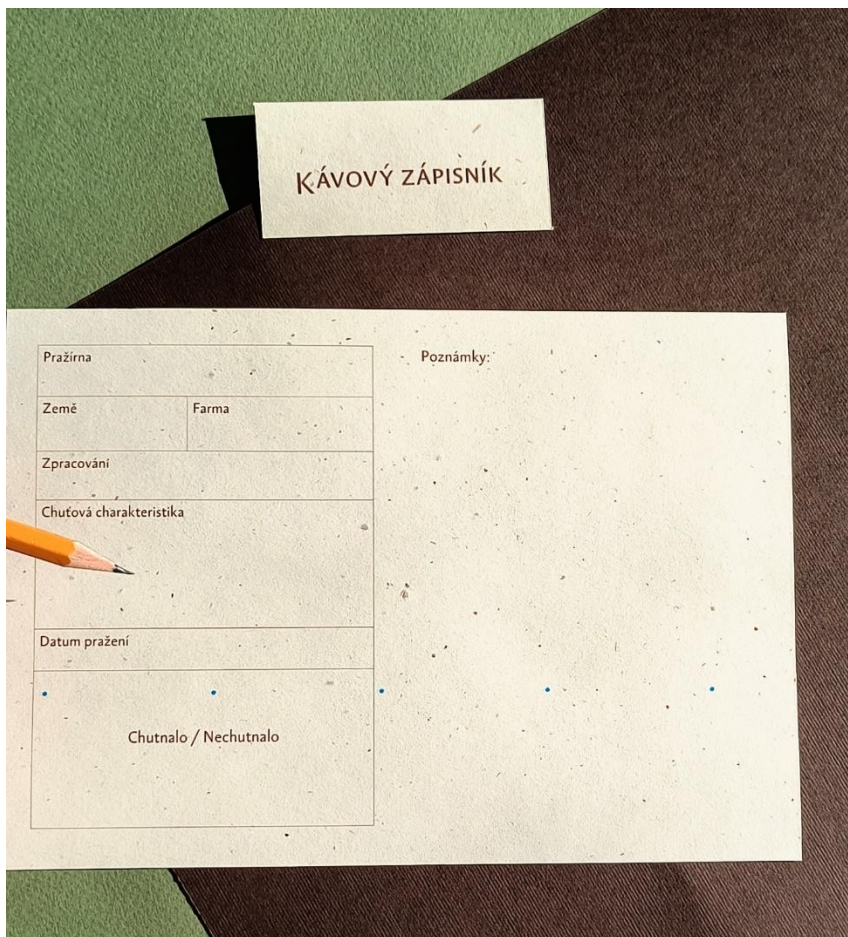 KÁVOVÝ ZÁPISNÍK
Pražírna
Poznámky:
Země
Farma
Zpracování
Chuťová charakteristika
Datum pražení
Chutnalo / Nechutnalo